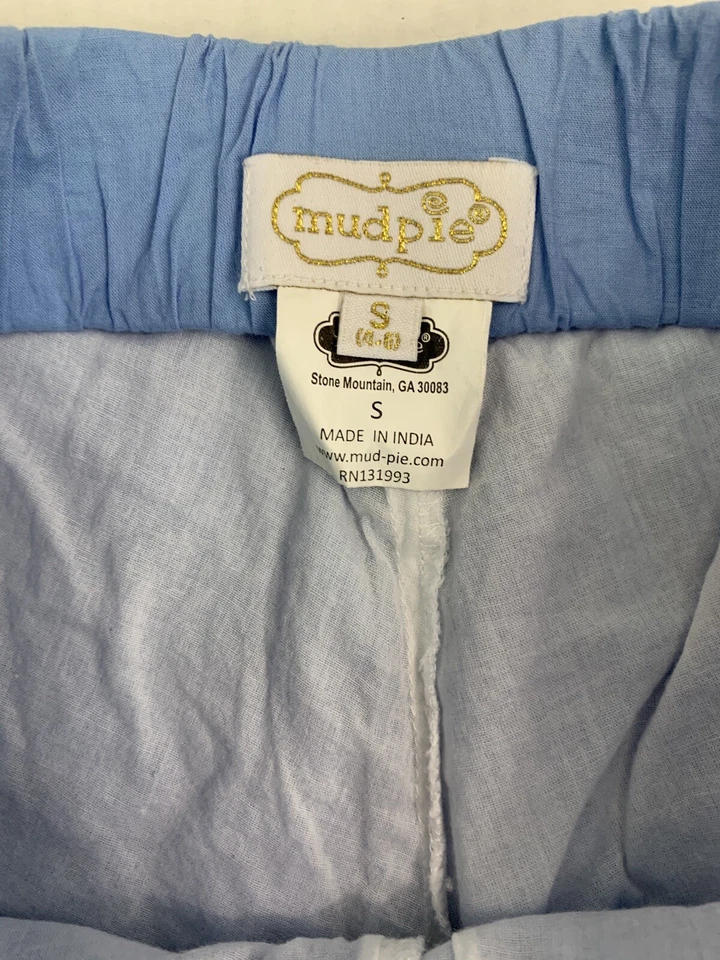 mudpie®
S
(4-6)
e®
Stone Mountain, GA 30083
S
MADE IN INDIA
www.mud-pie.com
RN131993